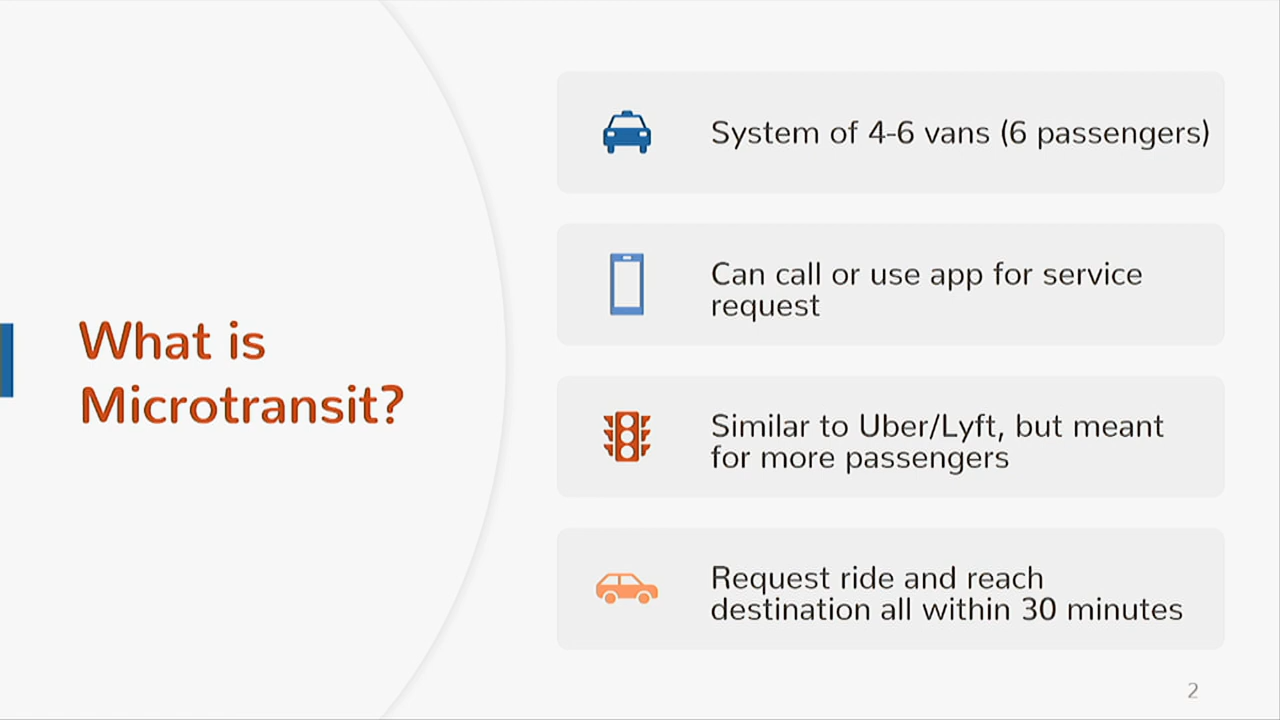 What is
Microtransit?
System of 4-6 vans (6 passengers)
Can call or use app for service
request
Similar to Uber/Lyft, but meant
for more passengers
Request ride and reach
destination all within 30 minutes
2